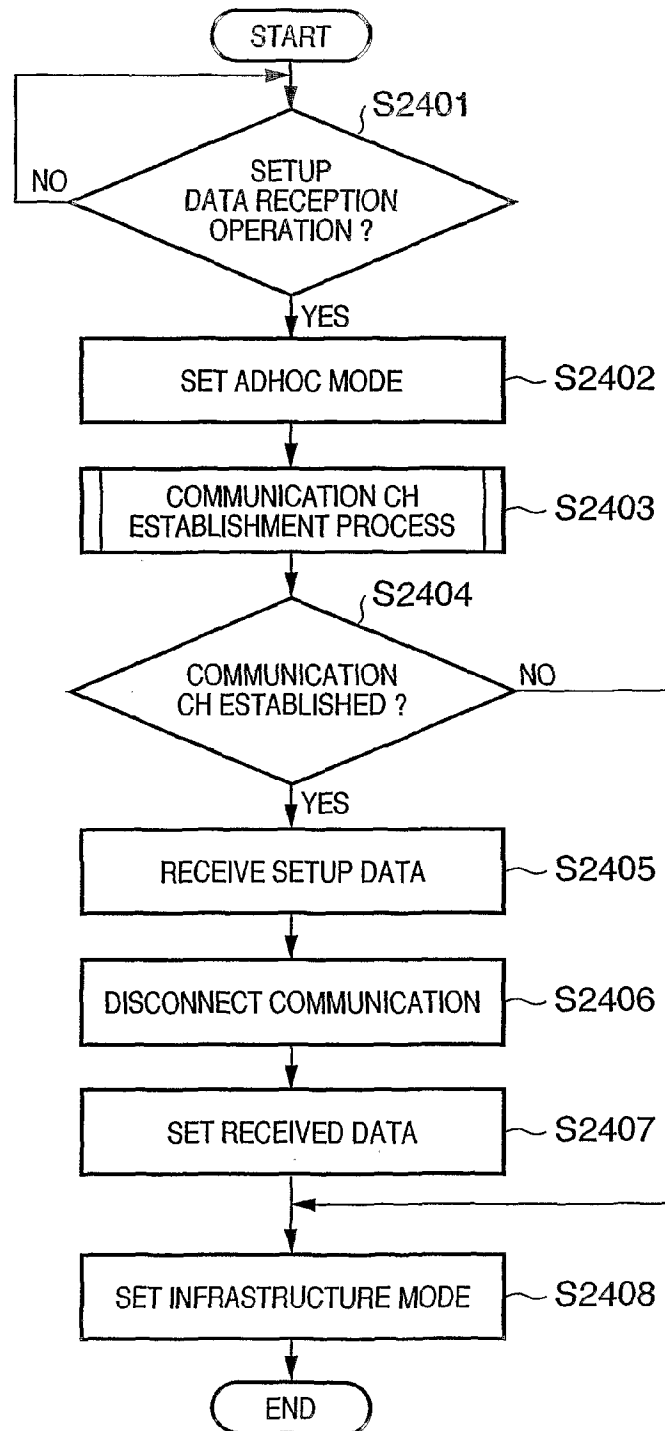 START
S2401
SETUP
DATA RECEPTION
OPERATION ?
NO
YES
SET ADHOC MODE
S2402
COMMUNICATION CH
ESTABLISHMENT PROCESS
S2403
S2404
COMMUNICATION
CH ESTABLISHED ?
NO
YES
RECEIVE SETUP DATA
S2405
DISCONNECT COMMUNICATION
S2406
SET RECEIVED DATA
S2407
SET INFRASTRUCTURE MODE
S2408
END